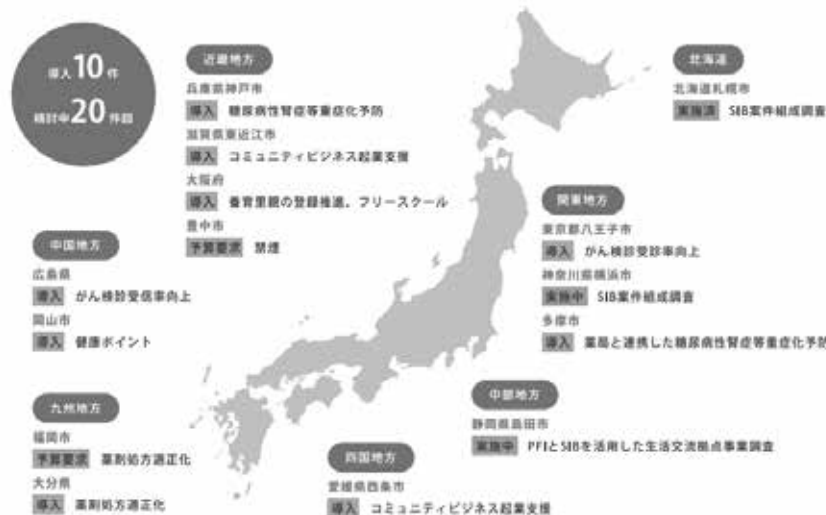 導入10件
検討中20件超
近畿地方
兵庫県神戸市
導入 糖尿病性腎症等重症化予防
滋賀県東近江市
導入 コミュニティビジネス起業支援
大阪府
導入 養育里親の登録推進、フリースクール
豊中市
予算要求 禁煙
北海道
北海道札幌市
実施済 SIB案件組成調査
関東地方
東京都八王子市
導入 がん検診受診率向上
神奈川県横浜市
実施中 SIB案件組成調査
多摩市
導入 薬局と連携した糖尿病性腎症等重症化予防
中国地方
広島県
導入 がん検診受信率向上
岡山市
導入 健康ポイント
中部地方
静岡県島田市
実施中 PFIとSIBを活用した生活交流拠点事業調査
九州地方
福岡市
予算要求 薬剤処方適正化
大分県
導入 薬剤処方適正化
四国地方
愛媛県西条市
導入 コミュニティビジネス起業支援